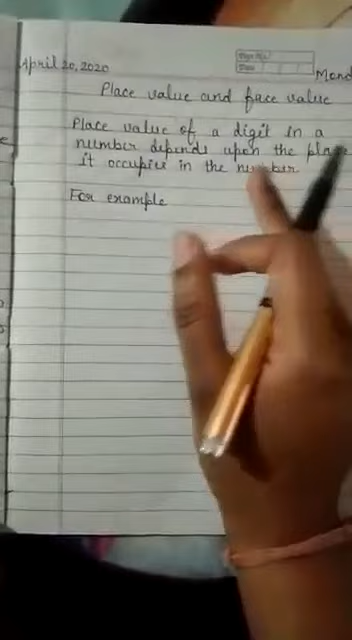 April 20, 2020
Mond
Place value and face value
Place value of a digit in a
number depends upon the place
it occupies in the number
For example